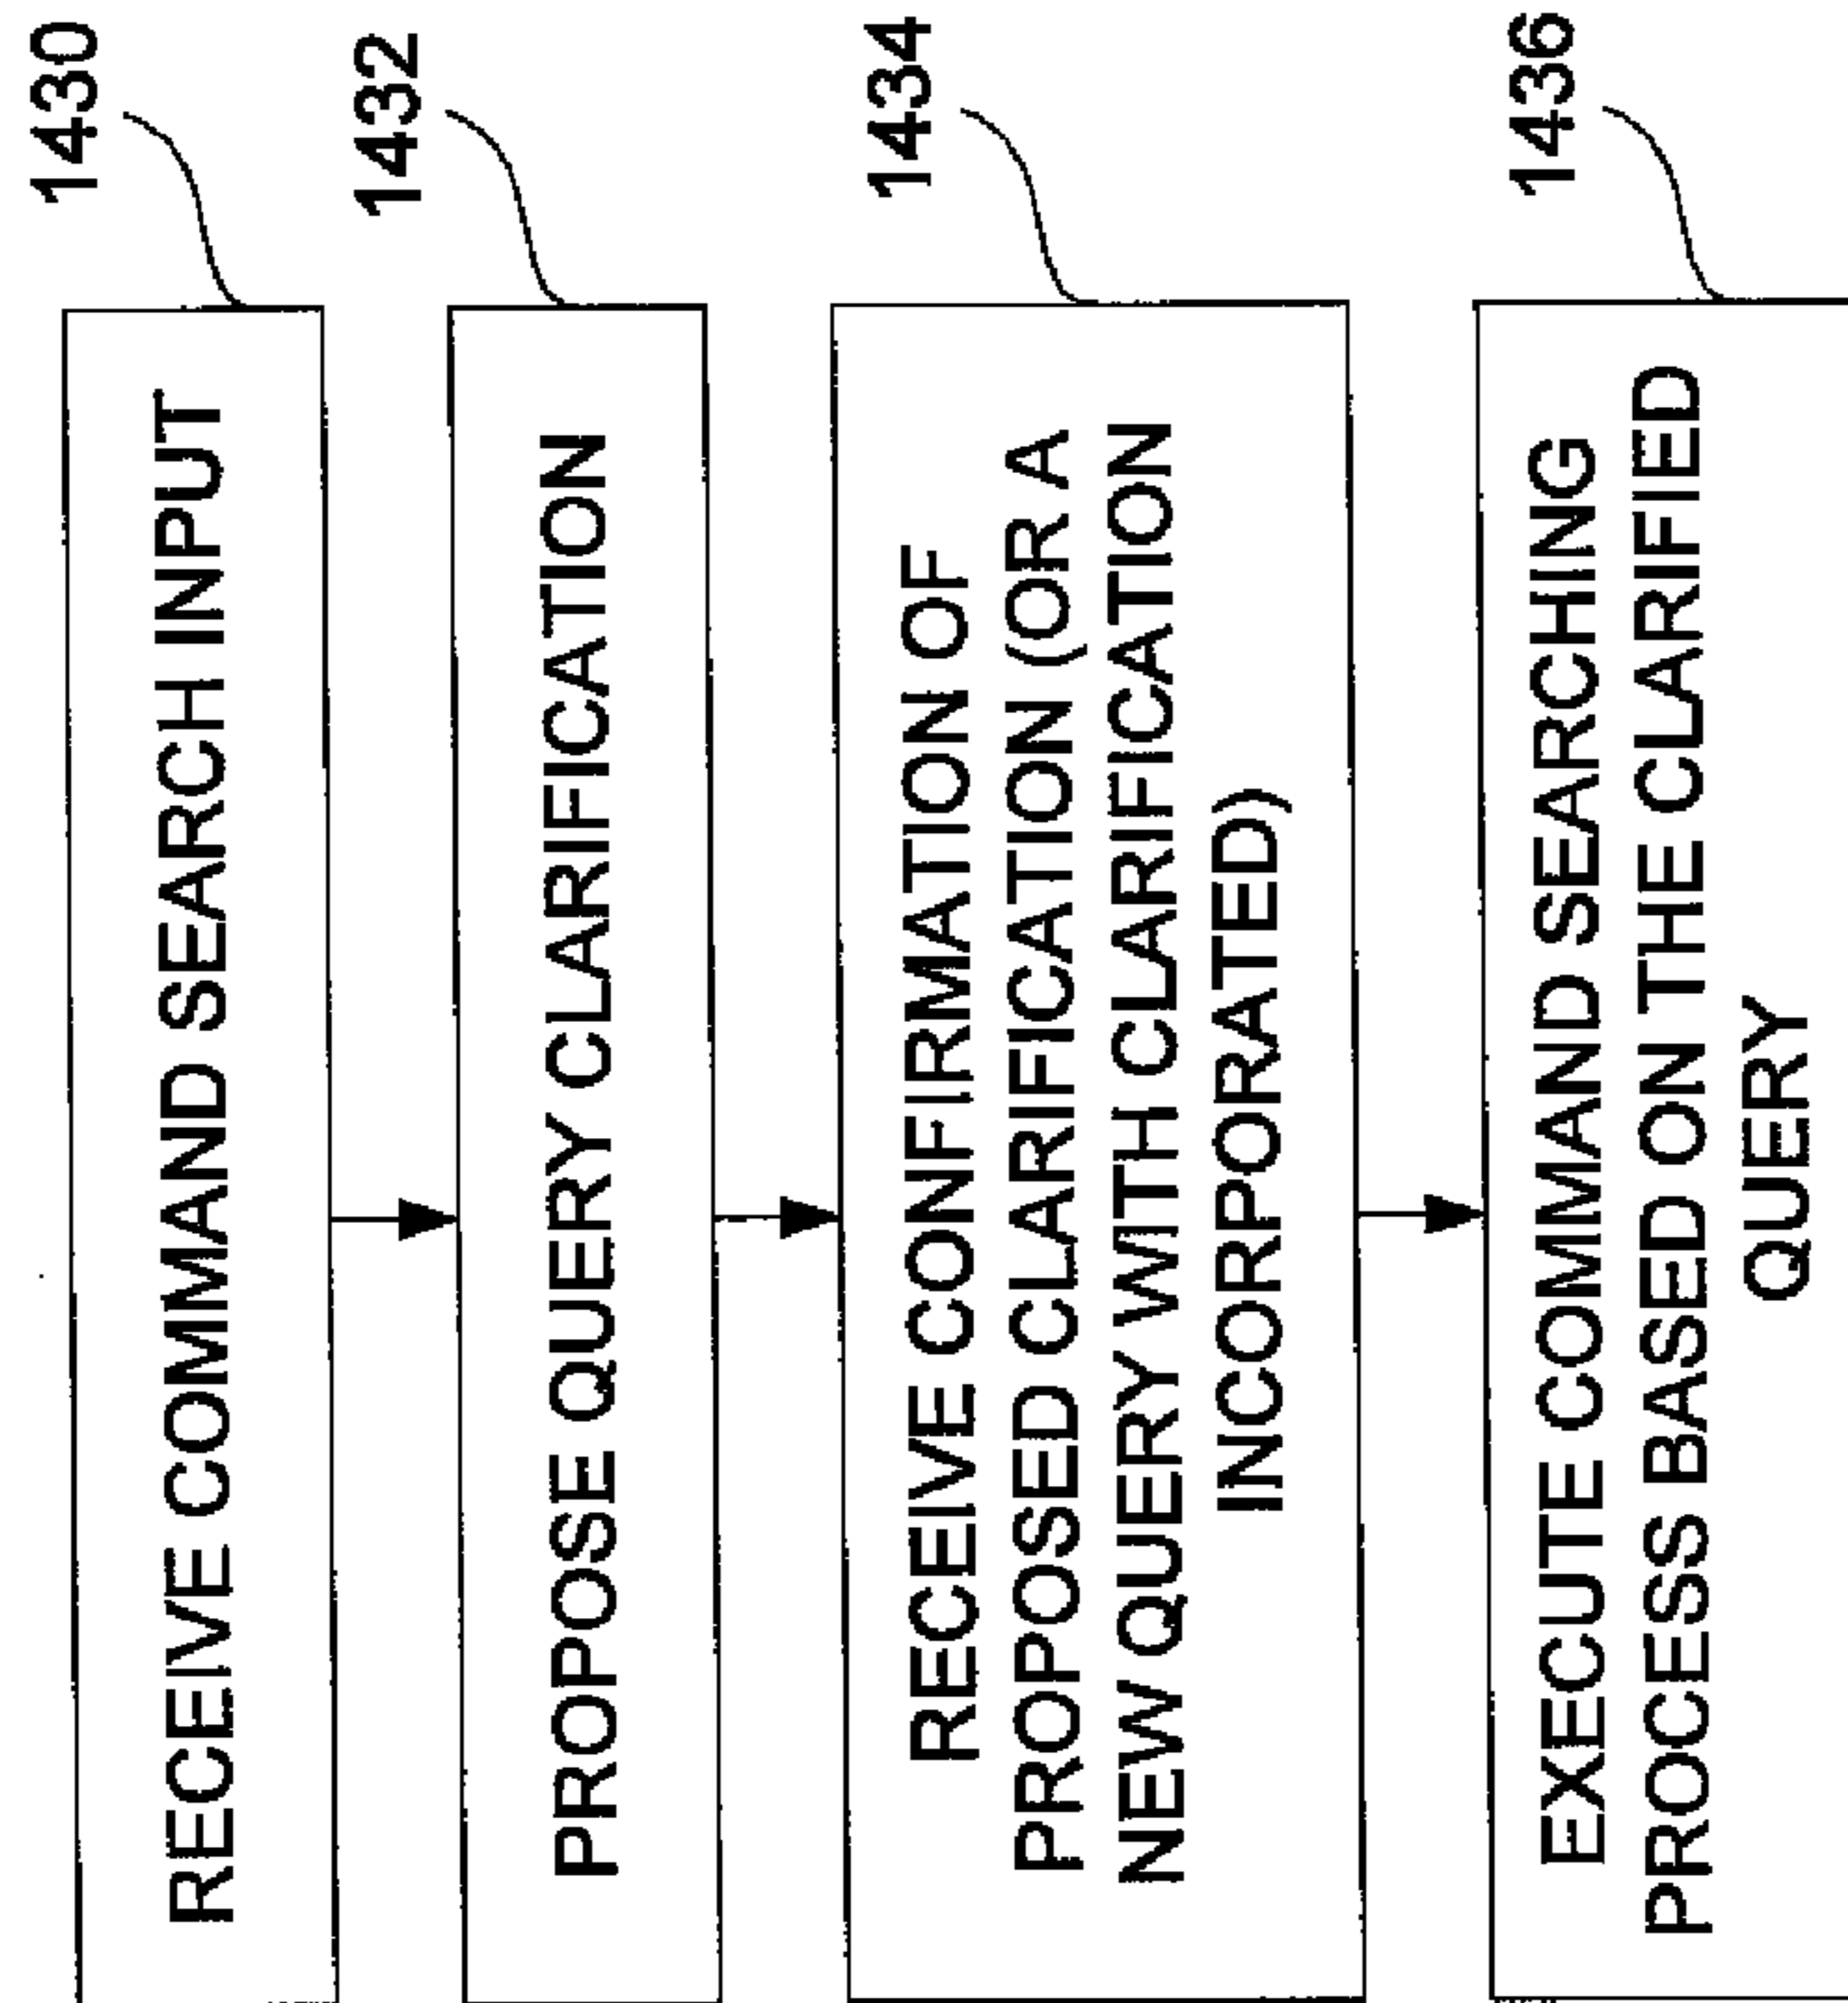 RECEIVE COMMAND SEARCH INPUT
1430
PROPOSE QUERY CLARIFICATION
1432
RECEIVE CONFIRMATION OF
PROPOSED CLARIFICATION (OR A
NEW QUERY WITH CLARIFICATION
INCORPORATED)
1434
EXECUTE COMMAND SEARCHING
PROCESS BASED ON THE CLARIFIED
QUERY
1436